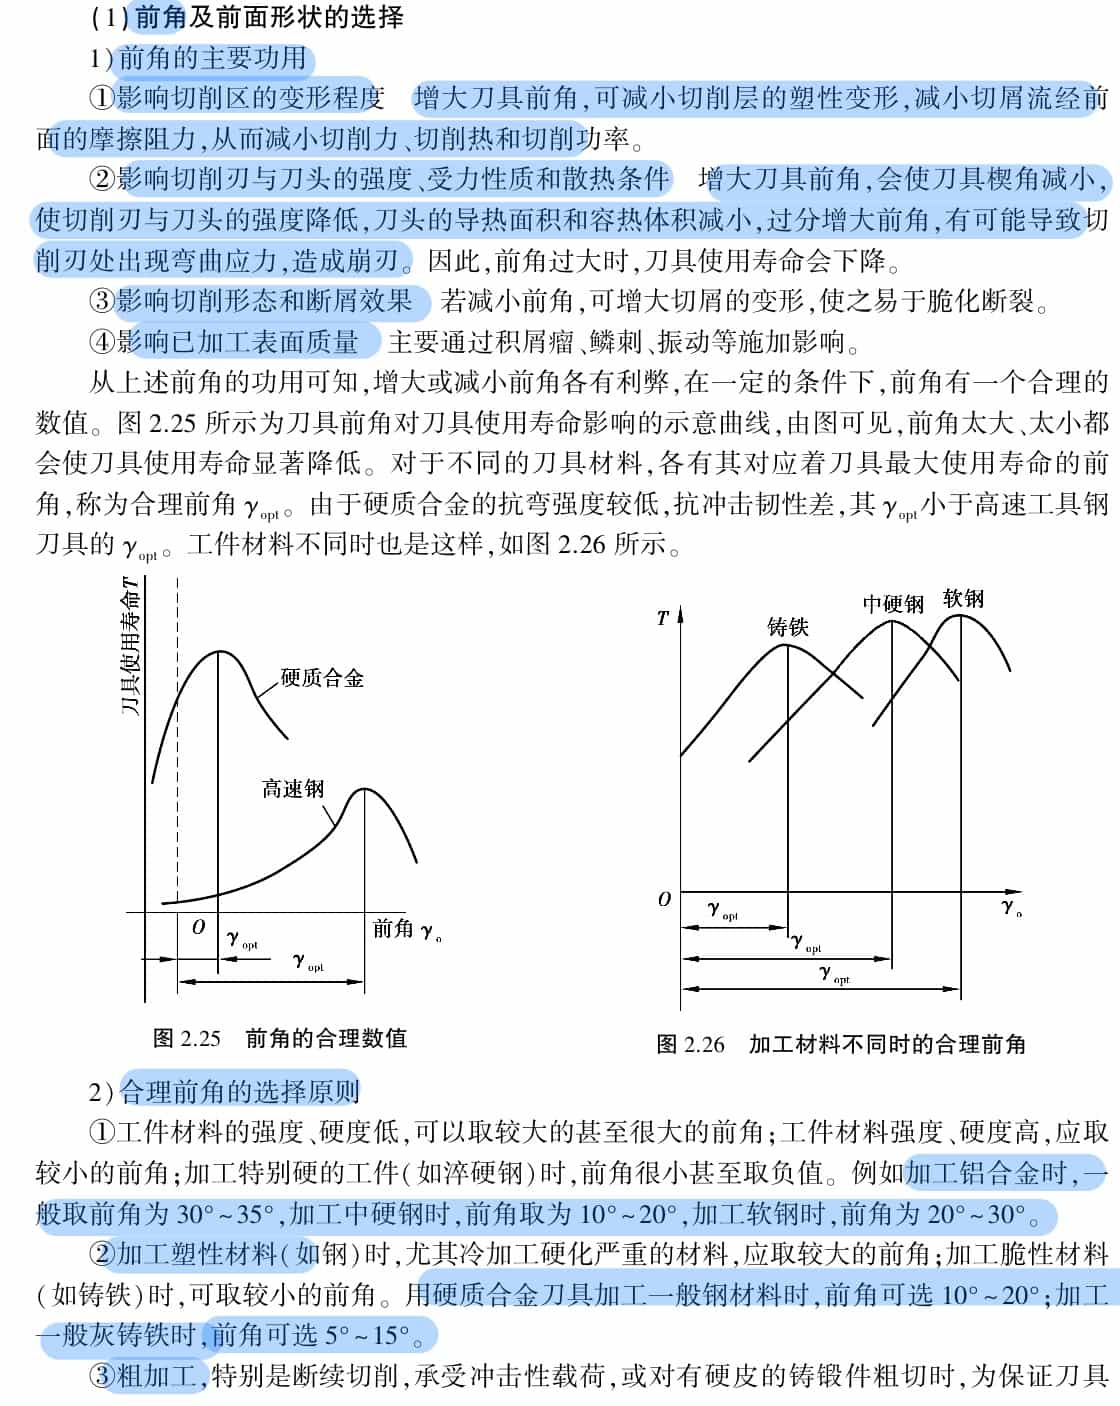 (1)前角及前面形状的选择
1)前角的主要功用
①影响切削区的变形程度 增大刀具前角,可减小切削层的塑性变形,减小切屑流经前
面的摩擦阻力,从而减小切削力、切削热和切削功率。
②影响切削刃与刀头的强度、受力性质和散热条件 增大刀具前角,会使刀具楔角减小,
使切削刃与刀头的强度降低,刀头的导热面积和容热体积减小,过分增大前角,有可能导致切
削刃处出现弯曲应力,造成崩刃。因此,前角过大时,刀具使用寿命会下降。
③影响切削形态和断屑效果 若减小前角,可增大切屑的变形,使之易于脆化断裂。
④影响已加工表面质量 主要通过积屑瘤、鳞刺、振动等施加影响。
从上述前角的功用可知,增大或减小前角各有利弊,在一定的条件下,前角有一个合理的
数值。图 2.25 所示为刀具前角对刀具使用寿命影响的示意曲线,由图可见,前角太大、太小都
会使刀具使用寿命显著降低。对于不同的刀具材料,各有其对应着刀具最大使用寿命的前
角,称为合理前角 γopt。由于硬质合金的抗弯强度较低,抗冲击韧性差,其 γopt小于高速工具钢
刀具的 γopt。工件材料不同时也是这样,如图 2.26 所示。
刀具使用寿命T
硬质合金
高速钢
O
前角 γo
γopt
γopt
图 2.25 前角的合理数值
T
铸铁
中硬钢
软钢
O
γo
γopt
γopt
γopt
图 2.26 加工材料不同时的合理前角
2)合理前角的选择原则
①工件材料的强度、硬度低,可以取较大的甚至很大的前角;工件材料强度、硬度高,应取
较小的前角;加工特别硬的工件(如淬硬钢)时,前角很小甚至取负值。例如加工铝合金时,一
般取前角为 30°~35°,加工中硬钢时,前角取为 10°~20°,加工软钢时,前角为 20°~30°。
②加工塑性材料(如钢)时,尤其冷加工硬化严重的材料,应取较大的前角;加工脆性材料
(如铸铁)时,可取较小的前角。用硬质合金刀具加工一般钢材料时,前角可选 10°~20°;加工
一般灰铸铁时,前角可选 5°~15°。
③粗加工,特别是断续切削,承受冲击性载荷,或对有硬皮的铸锻件粗切时,为保证刀具